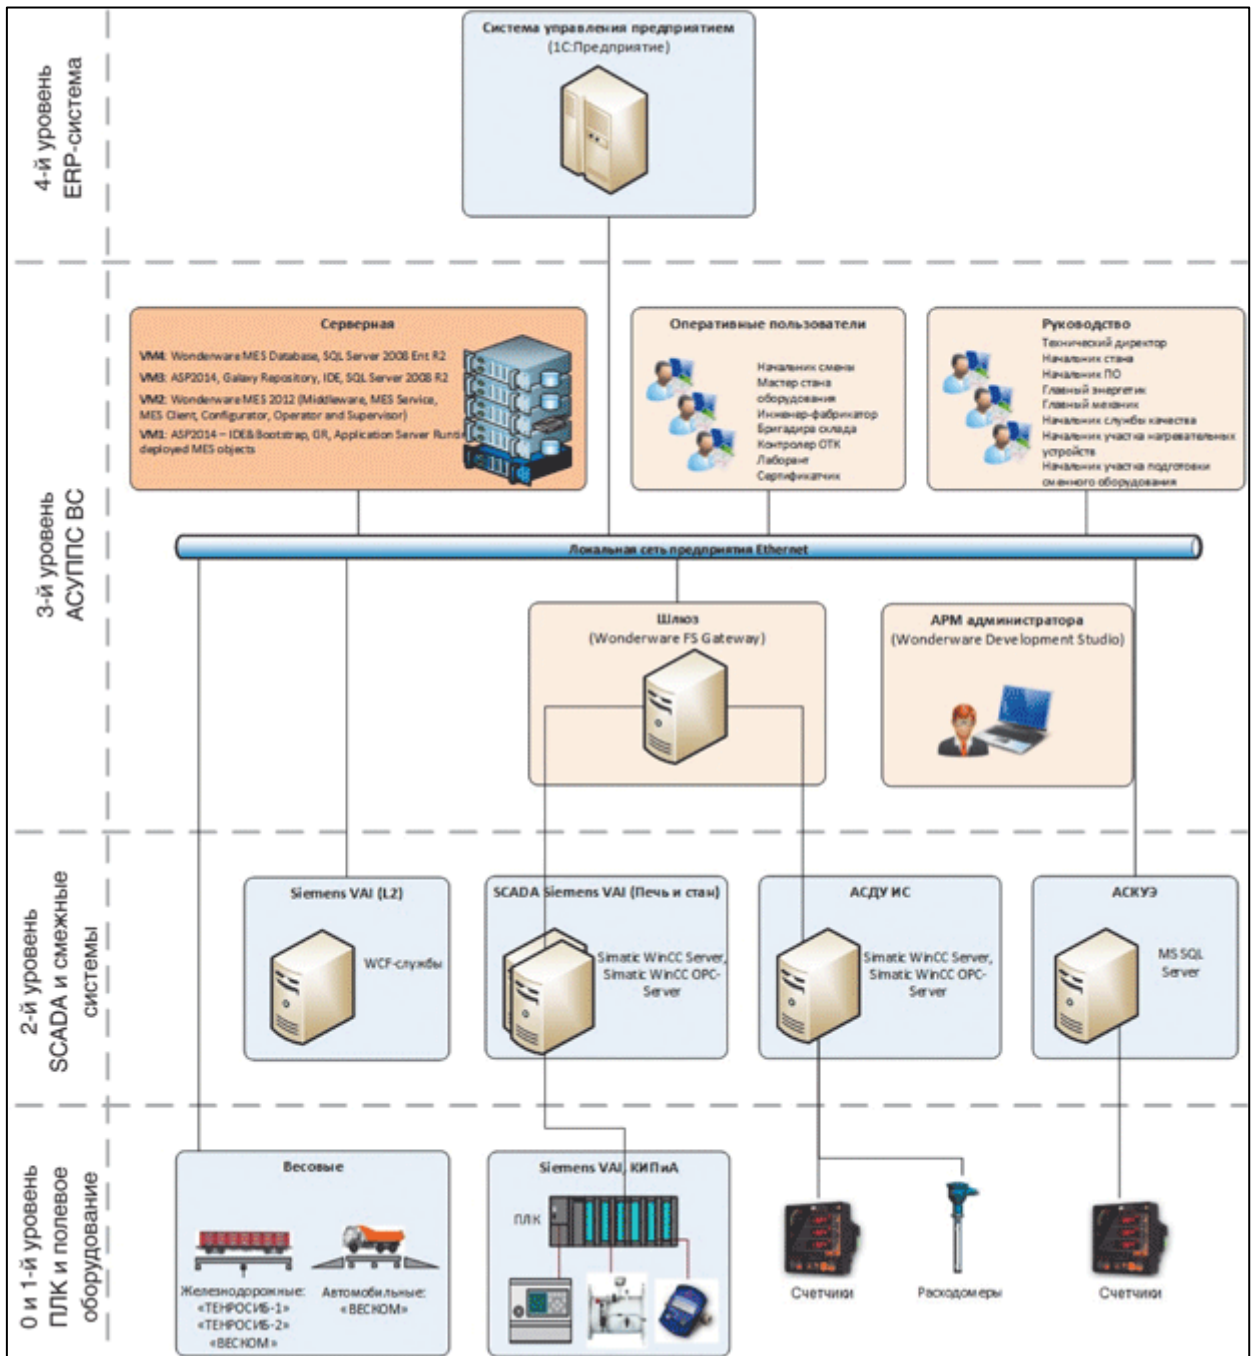 4-й уровень
ERP-система
Система управления предприятием
(1С:Предприятие)
3-й уровень
АСУППС ВС
Серверная
VM4: Wonderware MES Database, SQL Server 2008 Ent R2
VM3: ASP2014, Galaxy Repository, IDE, SQL Server 2008 R2
VM2: Wonderware MES 2012 (Middleware, MES Service,
MES Client, Configurator, Operator and Supervisor)
VM1: ASP2014 – IDE&Bootstrap, GR, Application Server Runti
deployed MES objects
Оперативные пользователи
Начальник смены
Мастер стана
оборудования
Инженер-фабрикатор
Бригадира склада
Контролер ОТК
Лаборант
Сертификатчик
Руководство
Технический директор
Начальник стана
Начальник ПО
Главный энергетик
Главный механик
Начальник службы качества
Начальник участка нагревательных
устройств
Начальник участка подготовки
сменного оборудования
Локальная сеть предприятия Ethernet
Шлюз
(Wonderware FS Gateway)
АРМ администратора
(Wonderware Development Studio)
2-й уровень
SCADA и смежные
системы
Siemens VAI (L2)
WCF-службы
SCADA Siemens VAI (Печь и стан)
Simatic WinCC Server,
Simatic WinCC OPC-
Server
АСДУ ИС
Simatic WinCC Server,
Simatic WinCC OPC-
Server
АСКУЭ
MS SQL
Server
0 и 1-й уровень
ПЛК и полевое
оборудование
Весовые
Железнодорожные:
«ТЕНРОСИБ-1»
«ТЕНРОСИБ-2»
«ВЕСКОМ»
Автомобильные:
«ВЕСКОМ»
Siemens VAI, КИПиА
ПЛК
Счетчики
Расходомеры
Счетчики